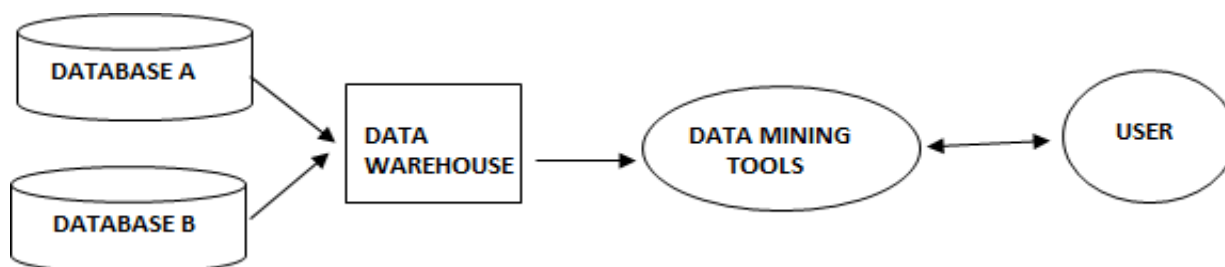 DATABASE A
DATABASE B
DATA
WAREHOUSE
DATA MINING
TOOLS
USER